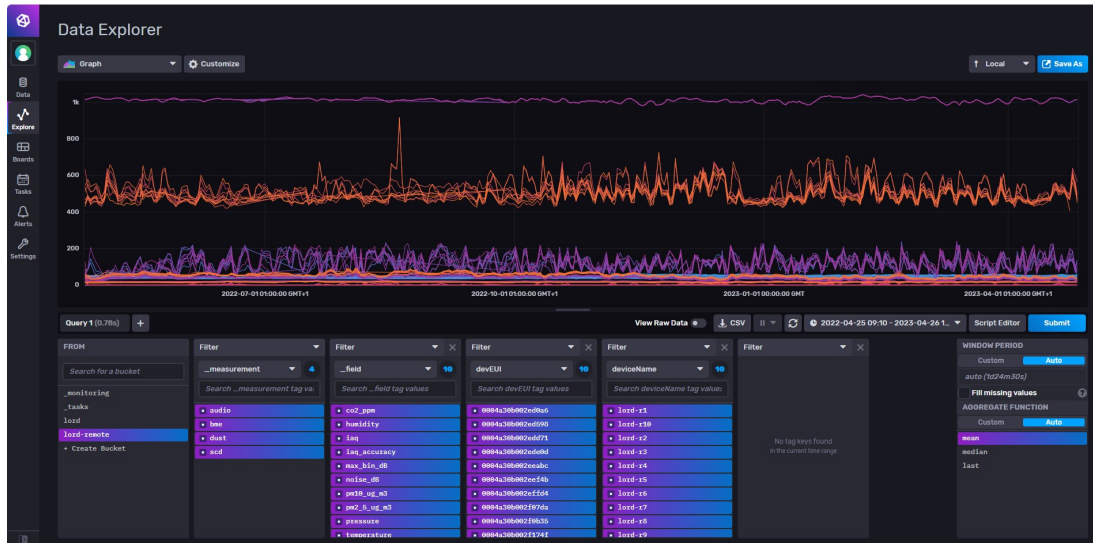 Data Explorer
Graph
Customize
Local
Save As
Data
Explore
Boards
Tasks
Alerts
Settings
1k
800
600
400
200
0
2022-07-01 01:00:00 GMT+1
2022-10-01 01:00:00 GMT+1
2023-01-01 00:00:00 GMT
2023-04-01 01:00:00 GMT+1
Query 1 (0.78s)
+
View Raw Data
CSV
2022-04-25 09:10 - 2023-04-26 1...
Script Editor
Submit
FROM
Search for a bucket
_monitoring
_tasks
lord
lord-remote
+ Create Bucket
Filter
_measurement
4
Search _measurement tag va
audio
bme
dust
scd
Filter
_field
10
Search _field tag values
co2_ppm
humidity
iaq
iaq_accuracy
max_bin_dB
noise_dB
pm10_ug_m3
pm2_5_ug_m3
pressure
temperature
Filter
devEUI
10
Search devEUI tag values
0004a30b002ed0a6
0004a30b002ed598
0004a30b002edd71
0004a30b002ede0d
0004a30b002eeabc
0004a30b002eef4b
0004a30b002effd4
0004a30b002f07da
0004a30b002f0b35
0004a30b002f174f
Filter
deviceName
10
Search deviceName tag value
lord-r1
lord-r10
lord-r2
lord-r3
lord-r4
lord-r5
lord-r6
lord-r7
lord-r8
lord-r9
Filter
No tag keys found
in the current time range
WINDOW PERIOD
Custom
Auto
auto (1d24m30s)
Fill missing values
?
AGGREGATE FUNCTION
Custom
Auto
mean
median
last